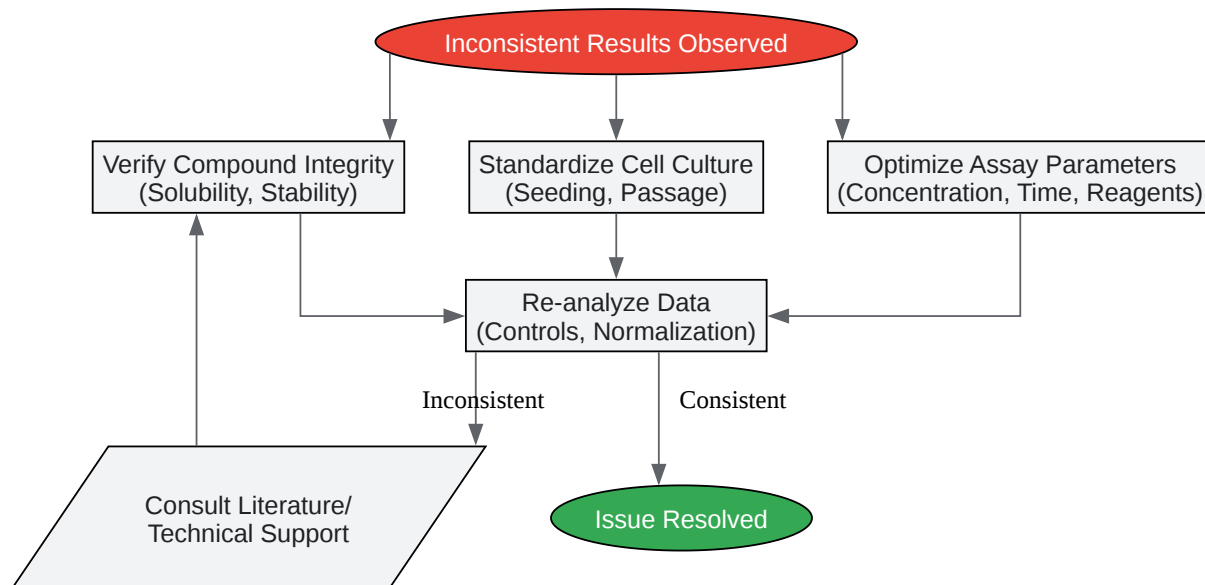 Inconsistent Results Observed
Verify Compound Integrity
(Solubility, Stability)
Standardize Cell Culture
(Seeding, Passage)
Optimize Assay Parameters
(Concentration, Time, Reagents)
Re-analyze Data
(Controls, Normalization)
Inconsistent
Consistent
Consult Literature/
Technical Support
Issue Resolved